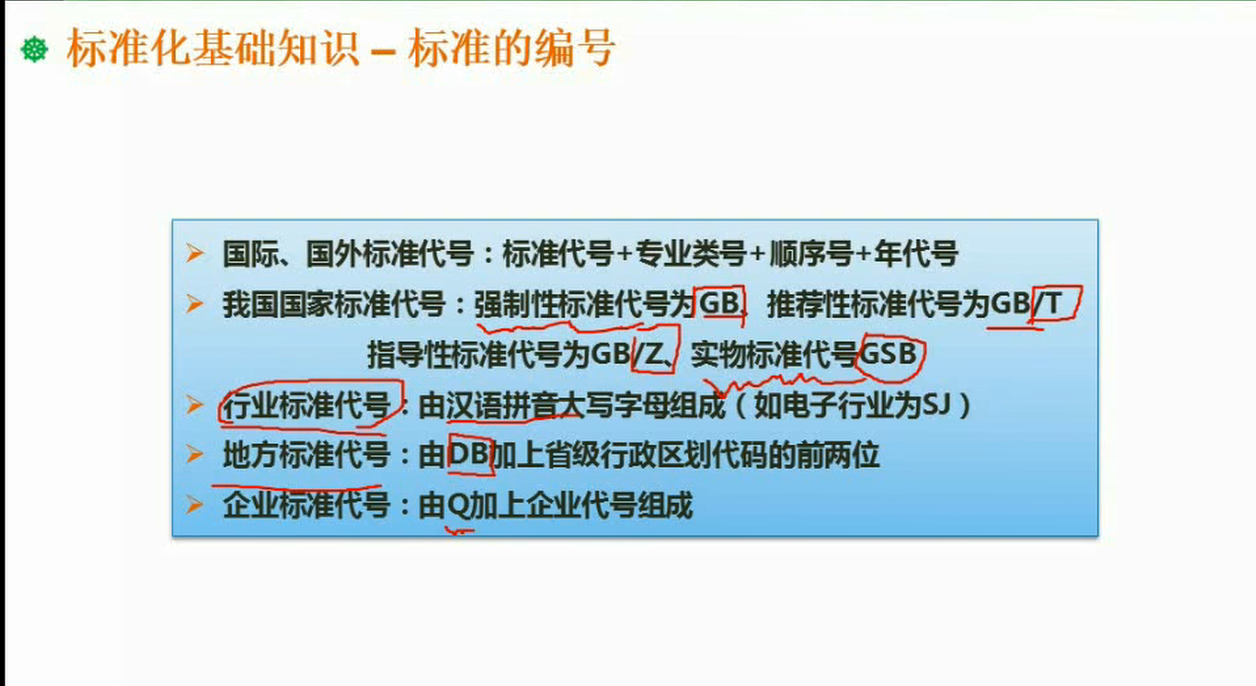 标准化基础知识 – 标准的编号
国际、国外标准代号：标准代号+专业类号+顺序号+年代号
我国国家标准代号：强制性标准代号为GB、推荐性标准代号为GB/T
指导性标准代号为GB/Z、实物标准代号GSB
行业标准代号：由汉语拼音大写字母组成（如电子行业为SJ）
地方标准代号：由DB加上省级行政区划代码的前两位
企业标准代号：由Q加上企业代号组成